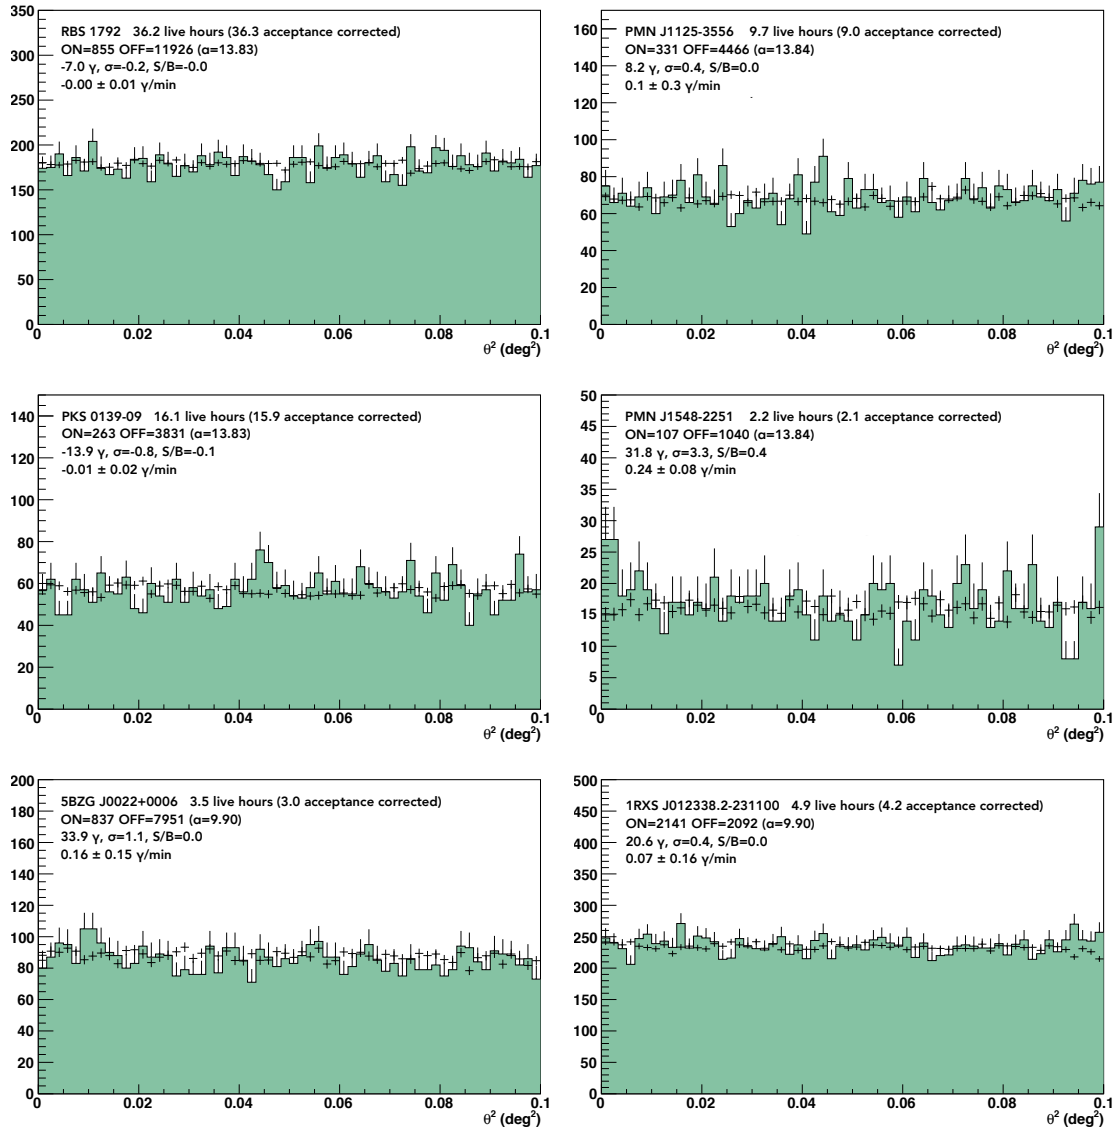 RBS 1792 36.2 live hours (36.3 acceptance corrected)
ON=855 OFF=11926 (α=13.83)
-7.0 γ, σ=-0.2, S/B=-0.0
-0.00 ± 0.01 γ/min
350
300
250
200
150
100
50
0
0 0.02 0.04 0.06 0.08 0.1
θ² (deg²)
PMN J1125-3556 9.7 live hours (9.0 acceptance corrected)
ON=331 OFF=4466 (α=13.84)
8.2 γ, σ=0.4, S/B=0.0
0.1 ± 0.3 γ/min
160
140
120
100
80
60
40
20
0
0 0.02 0.04 0.06 0.08 0.1
θ² (deg²)
PKS 0139-09 16.1 live hours (15.9 acceptance corrected)
ON=263 OFF=3831 (α=13.83)
-13.9 γ, σ=-0.8, S/B=-0.1
-0.01 ± 0.02 γ/min
140
120
100
80
60
40
20
0
0 0.02 0.04 0.06 0.08 0.1
θ² (deg²)
PMN J1548-2251 2.2 live hours (2.1 acceptance corrected)
ON=107 OFF=1040 (α=13.84)
31.8 γ, σ=3.3, S/B=0.4
0.24 ± 0.08 γ/min
50
45
40
35
30
25
20
15
10
5
0
0 0.02 0.04 0.06 0.08 0.1
θ² (deg²)
5BZG J0022+0006 3.5 live hours (3.0 acceptance corrected)
ON=837 OFF=7951 (α=9.90)
33.9 γ, σ=1.1, S/B=0.0
0.16 ± 0.15 γ/min
200
180
160
140
120
100
80
60
40
20
0
0 0.02 0.04 0.06 0.08 0.1
θ² (deg²)
1RXS J012338.2-231100 4.9 live hours (4.2 acceptance corrected)
ON=2141 OFF=2092 (α=9.90)
20.6 γ, σ=0.4, S/B=0.0
0.07 ± 0.16 γ/min
500
450
400
350
300
250
200
150
100
50
0
0 0.02 0.04 0.06 0.08 0.1
θ² (deg²)